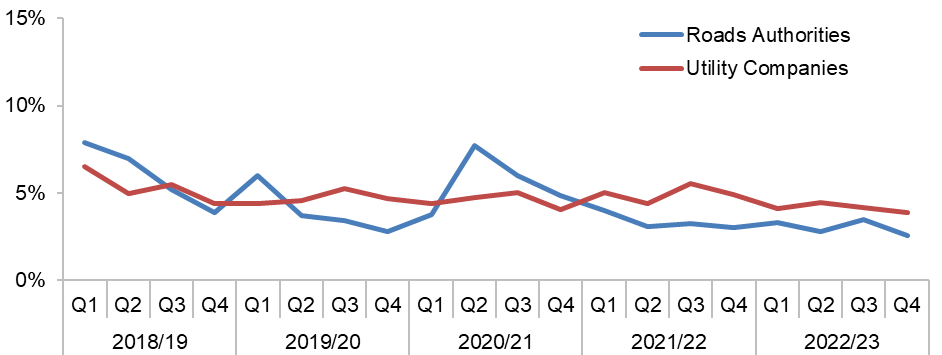 15%
Roads Authorities
Utility Companies
10%
5%
0%
Q1 Q2 Q3 Q4 Q1 Q2 Q3 Q4 Q1 Q2 Q3 Q4 Q1 Q2 Q3 Q4 Q1 Q2 Q3 Q4
2018/19 2019/20 2020/21 2021/22 2022/23